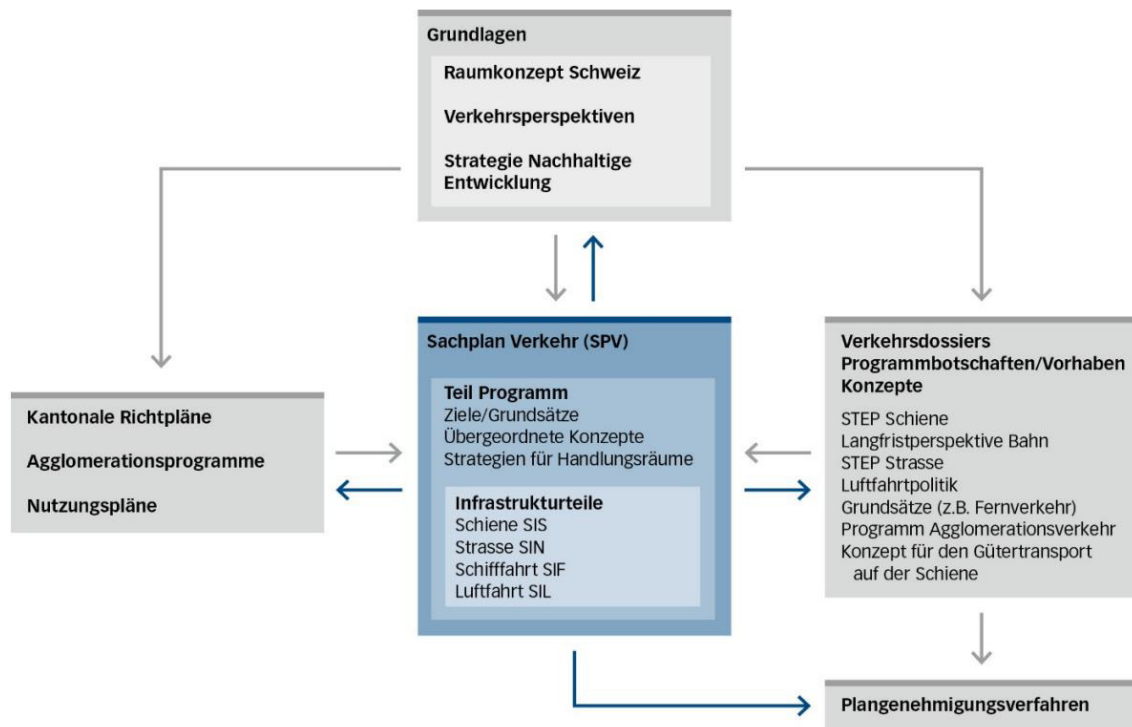 Grundlagen
Raumkonzept Schweiz
Verkehrsperspektiven
Strategie Nachhaltige
Entwicklung
Sachplan Verkehr (SPV)
Teil Programm
Ziele/Grundsätze
Übergeordnete Konzepte
Strategien für Handlungsräume
Infrastrukturteile
Schiene SIS
Strasse SIN
Schifffahrt SIF
Luftfahrt SIL
Kantonale Richtpläne
Agglomerationsprogramme
Nutzungspläne
Verkehrsdossiers
Programmbotschaften/Vorhaben
Konzepte
STEP Schiene
Langfristperspektive Bahn
STEP Strasse
Luftfahrtpolitik
Grundsätze (z.B. Fernverkehr)
Programm Agglomerationsverkehr
Konzept für den Gütertransport
auf der Schiene
Plangenehmigungsverfahren